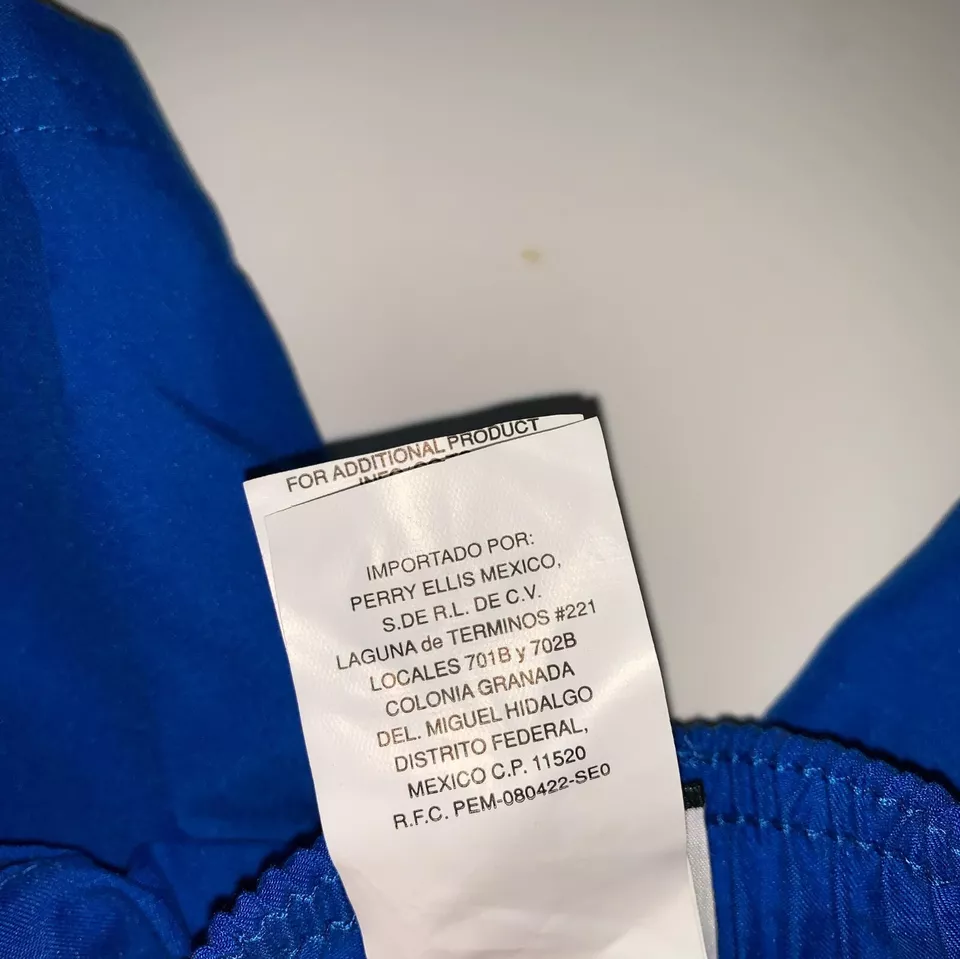 FOR ADDITIONAL PRODUCT
IMPORTADO POR:
PERRY ELLIS MEXICO,
S.DE R.L. DE C.V.
LAGUNA de TERMINOS #221
LOCALES 701B y 702B
COLONIA GRANADA
DEL. MIGUEL HIDALGO
DISTRITO FEDERAL,
MEXICO C.P. 11520
R.F.C. PEM-080422-SE0